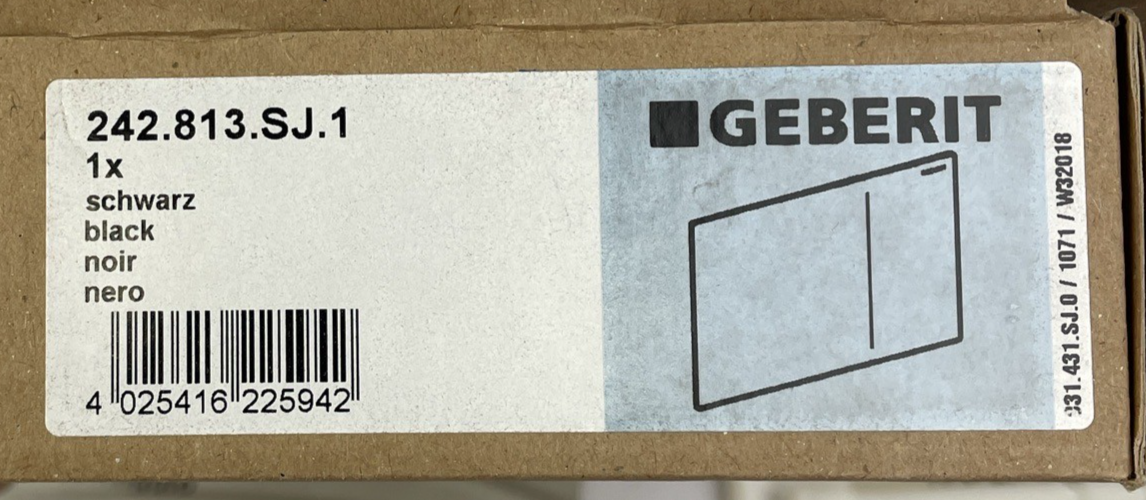 242.813.SJ.1
1x
schwarz
black
noir
nero
4 025416 225942
GEBERIT
931.431.SJ.0 / 1071 / W32018